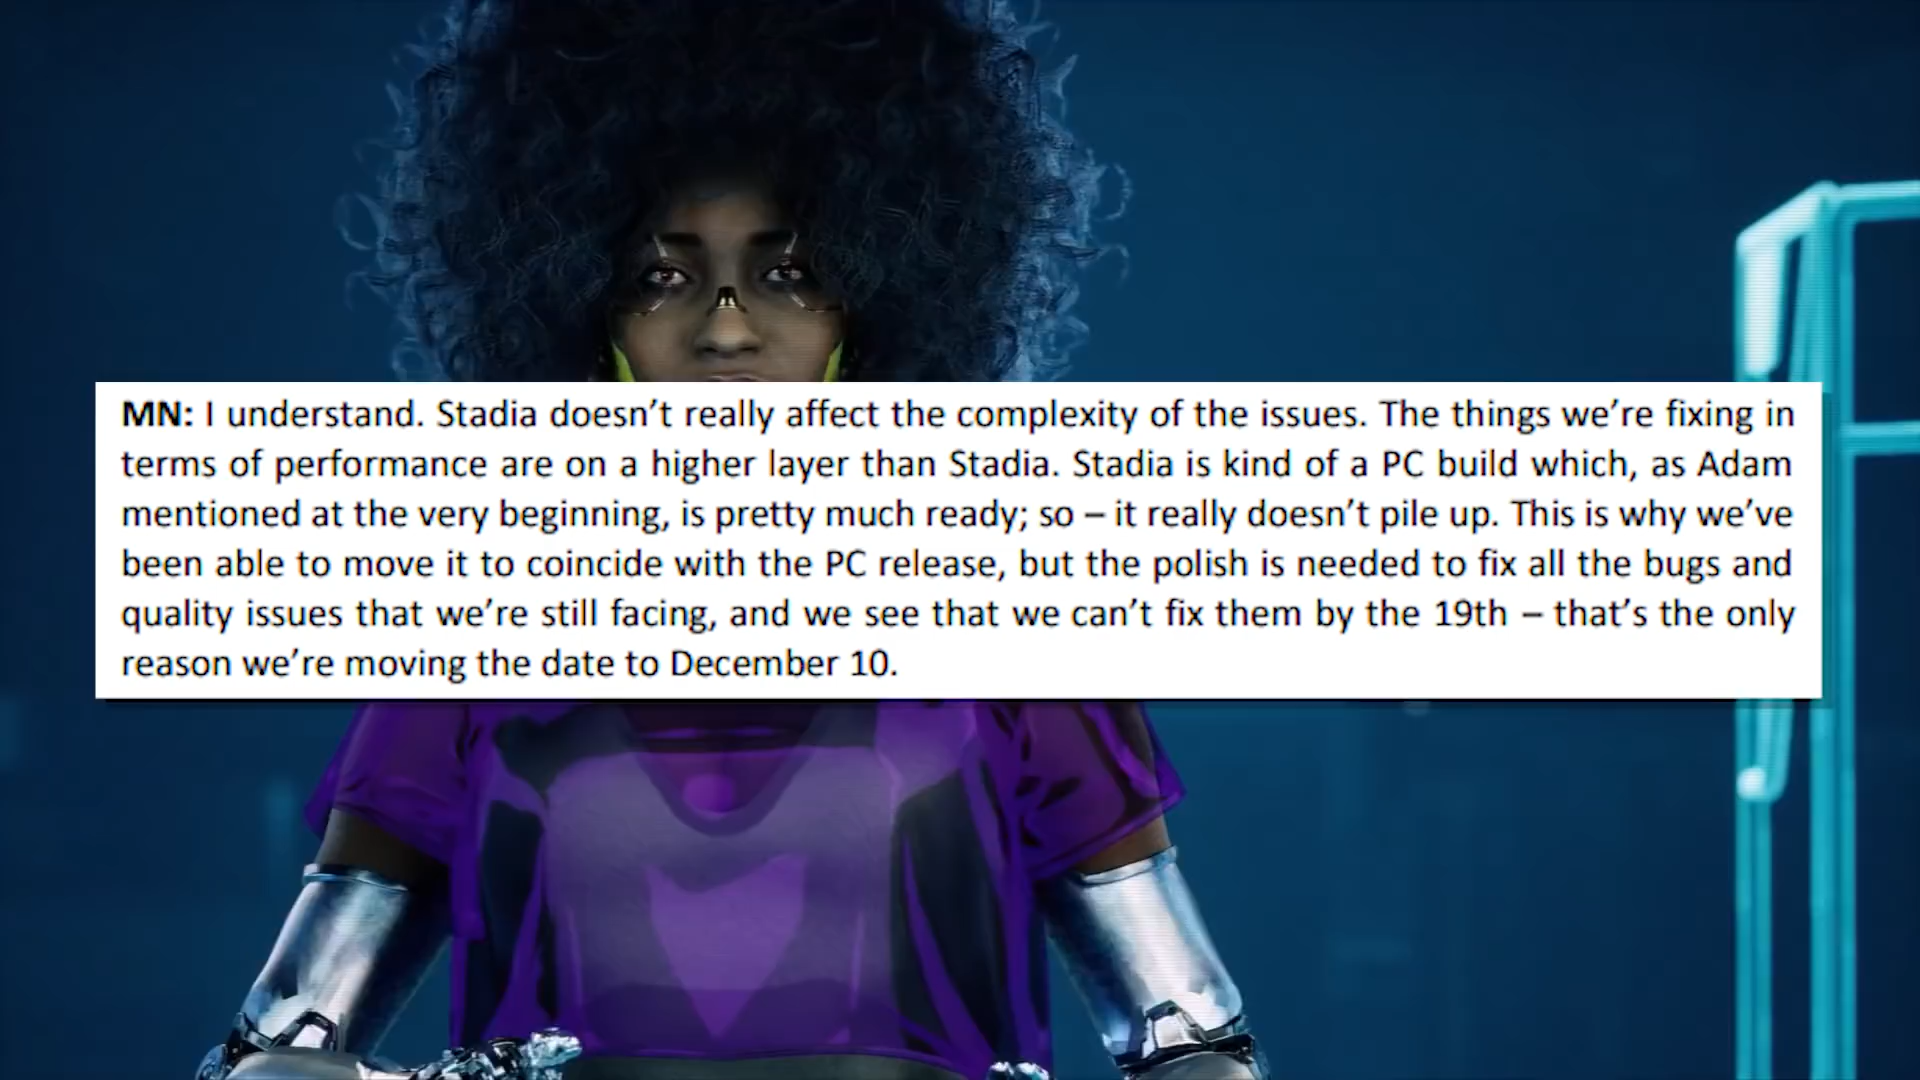 MN: I understand. Stadia doesn’t really affect the complexity of the issues. The things we’re fixing in
terms of performance are on a higher layer than Stadia. Stadia is kind of a PC build which, as Adam
mentioned at the very beginning, is pretty much ready; so – it really doesn’t pile up. This is why we’ve
been able to move it to coincide with the PC release, but the polish is needed to fix all the bugs and
quality issues that we’re still facing, and we see that we can’t fix them by the 19th – that’s the only
reason we’re moving the date to December 10.